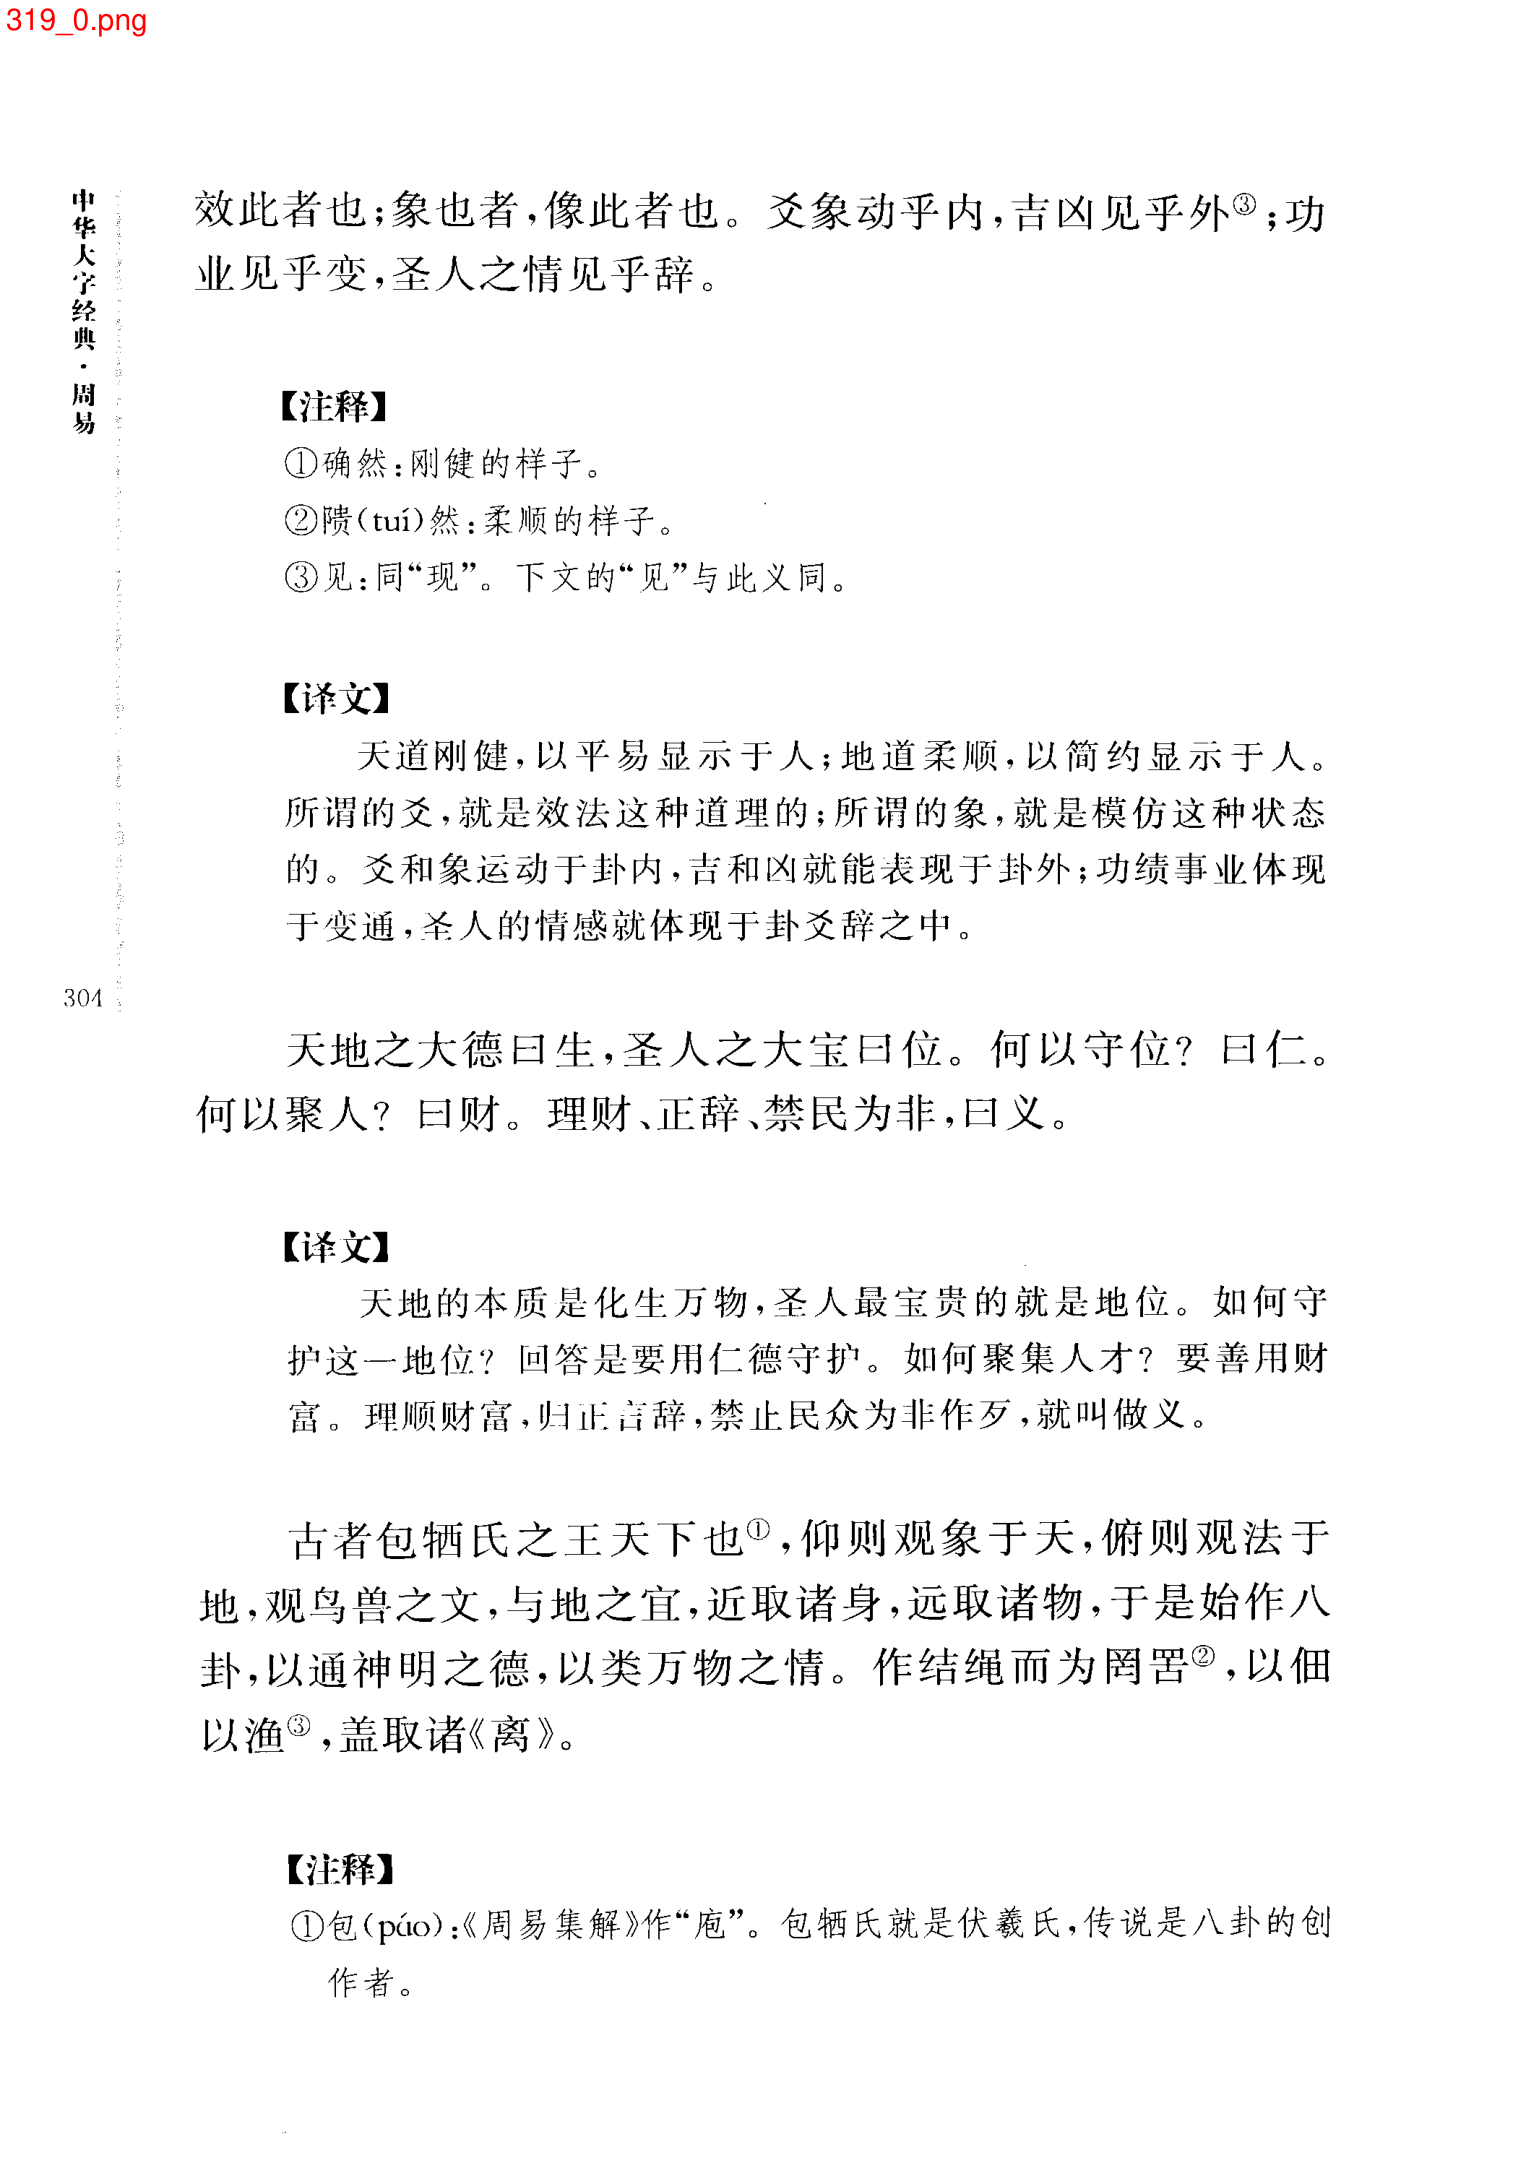 319_0.png
中华大字经典·周易
效此者也;象也者,像此者也。爻象动乎内,吉凶见乎外③;功
业见乎变,圣人之情见乎辞。
【注释】
①确然:刚健的样子。
②隤(tuí)然:柔顺的样子。
③见:同“现”。下文的“见”与此义同。
【译文】
天道刚健,以平易显示于人;地道柔顺,以简约显示于人。
所谓的爻,就是效法这种道理的;所谓的象,就是模仿这种状态
的。爻和象运动于卦内,吉和凶就能表现于卦外;功绩事业体现
于变通,圣人的情感就体现于卦爻辞之中。
304
天地之大德曰生,圣人之大宝曰位。何以守位?曰仁。
何以聚人?曰财。理财、正辞、禁民为非,曰义。
【译文】
天地的本质是化生万物,圣人最宝贵的就是地位。如何守
护这一地位?回答是要用仁德守护。如何聚集人才?要善用财
富。理顺财富,归正言辞,禁止民众为非作歹,就叫做义。
古者包牺氏之王天下也①,仰则观象于天,俯则观法于
地,观鸟兽之文,与地之宜,近取诸身,远取诸物,于是始作八
卦,以通神明之德,以类万物之情。作结绳而为罔罟②,以佃
以渔③,盖取诸《离》。
【注释】
①包(páo):《周易集解》作“庖”。包牺氏就是伏羲氏,传说是八卦的创
作者。